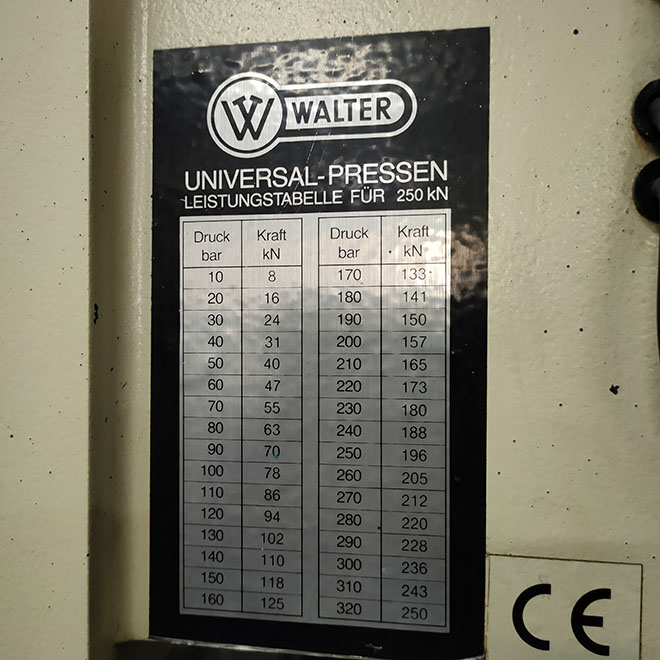 W WALTER
UNIVERSAL-PRESSEN
LEISTUNGSTABELLE FÜR 250 kN
Druck bar Kraft kN Druck bar Kraft kN
10 8 170 133
20 16 180 141
30 24 190 150
40 31 200 157
50 40 210 165
60 47 220 173
70 55 230 180
80 63 240 188
90 70 250 196
100 78 260 205
110 86 270 212
120 94 280 220
130 102 290 228
140 110 300 236
150 118 310 243
160 125 320 250
CE